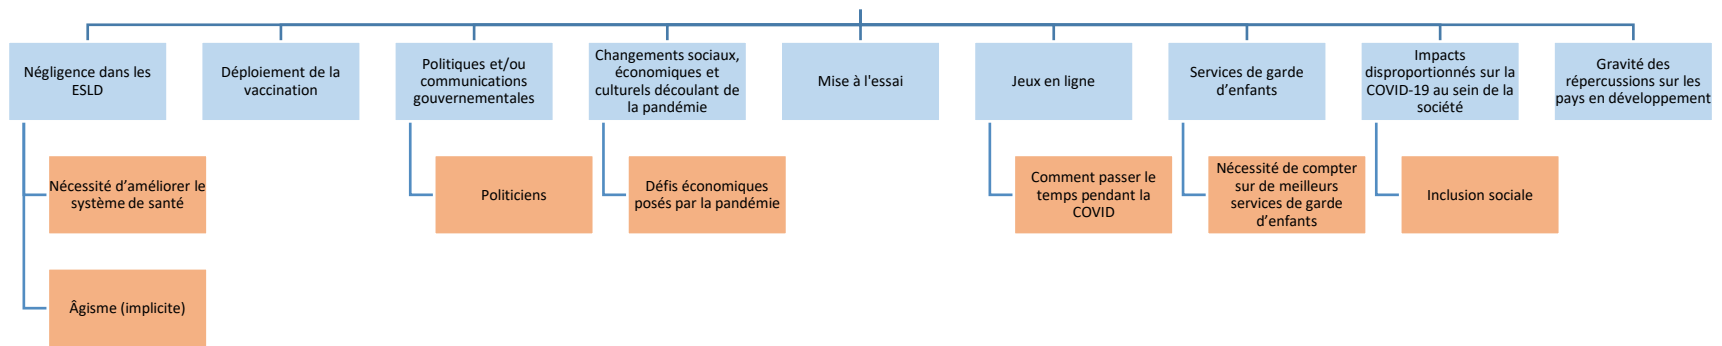 Négligence dans les
ESLD
Déploiement de la
vaccination
Politiques et/ou
communications
gouvernementales
Changements sociaux,
économiques et
culturels découlant de
la pandémie
Mise à l'essai
Jeux en ligne
Services de garde
d’enfants
Impacts
disproportionnés sur la
COVID-19 au sein de la
société
Gravité des
répercussions sur les
pays en développement
Nécessité d’améliorer le
système de santé
Politiciens
Défis économiques
posés par la pandémie
Comment passer le
temps pendant la
COVID
Nécessité de compter
sur de meilleurs
services de garde
d’enfants
Inclusion sociale
Âgisme (implicite)